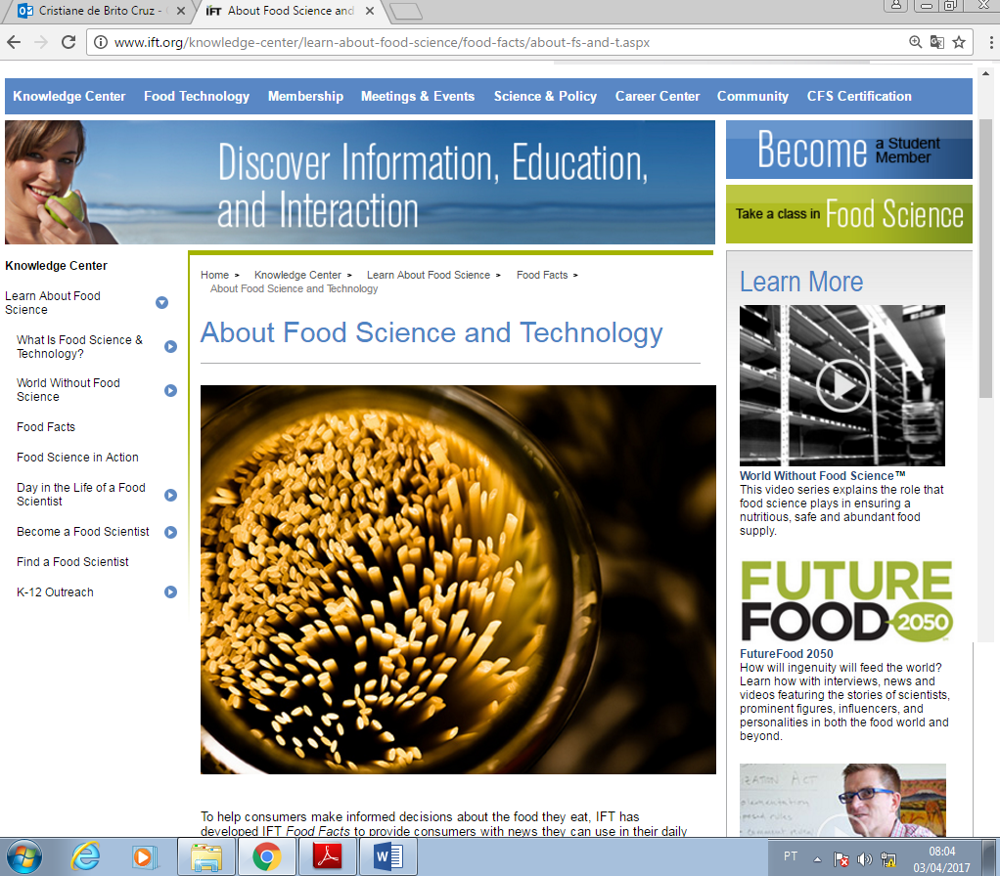 Cristiane de Brito Cruz -
IFT About Food Science and
www.ift.org/knowledge-center/learn-about-food-science/food-facts/about-fs-and-t.aspx
Knowledge Center Food Technology Membership Meetings & Events Science & Policy Career Center Community CFS Certification
Discover Information, Education,
and Interaction
Become a Student
Member
Take a class in Food Science
Knowledge Center
Learn About Food
Science
What Is Food Science &
Technology?
World Without Food
Science
Food Facts
Food Science in Action
Day in the Life of a Food
Scientist
Become a Food Scientist
Find a Food Scientist
K-12 Outreach
Home Knowledge Center Learn About Food Science Food Facts
About Food Science and Technology
About Food Science and Technology
To help consumers make informed decisions about the food they eat, IFT has
developed IFT Food Facts to provide consumers with news they can use in their daily
Learn More
World Without Food Science™
This video series explains the role that
food science plays in ensuring a
nutritious, safe and abundant food
supply.
FUTURE
FOOD 2050
FutureFood 2050
How will ingenuity will feed the world?
Learn how with interviews, news and
videos featuring the stories of scientists,
prominent figures, influencers, and
personalities in both the food world and
beyond.
PT
08:04
03/04/2017